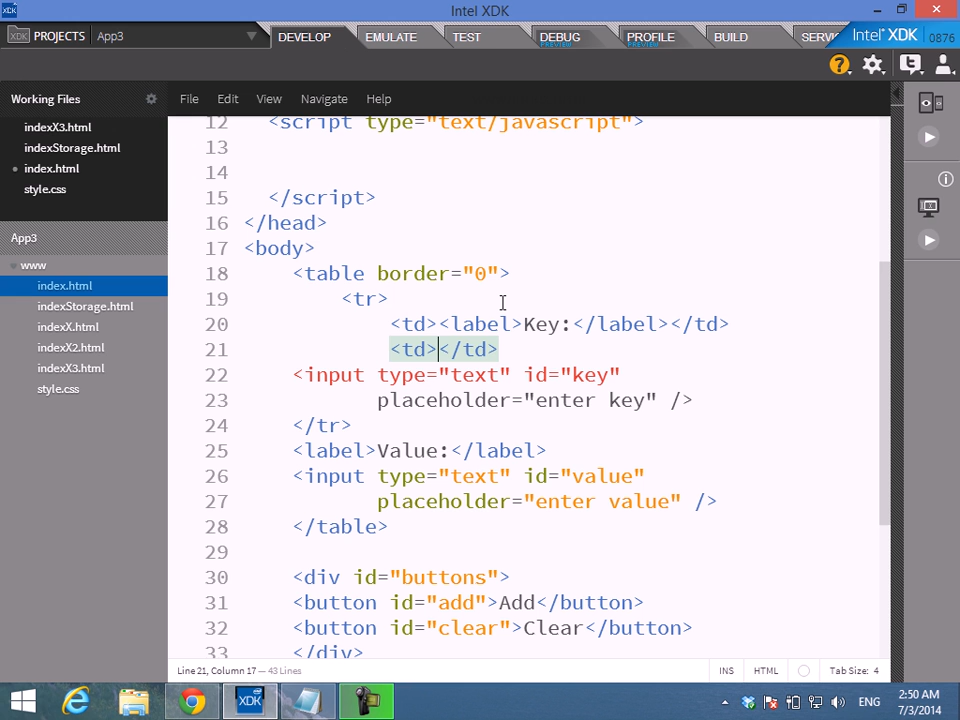 XDK
Intel XDK
PROJECTS App3
DEVELOP
EMULATE
TEST
DEBUG
PREVIEW
PROFILE
PREVIEW
BUILD
SERV
Intel® XDK 0876
Working Files
File Edit View Navigate Help
indexX3.html
indexStorage.html
index.html
style.css
App3
www
index.html
indexStorage.html
indexX.html
indexX2.html
indexX3.html
style.css
12 <script type="text/javascript">
13
14
15 </script>
16 </head>
17 <body>
18 <table border="0">
19 <tr>
20 <td><label>Key:</label></td>
21 <td></td>
22 <input type="text" id="key"
23 placeholder="enter key" />
24 </tr>
25 <label>Value:</label>
26 <input type="text" id="value"
27 placeholder="enter value" />
28 </table>
29
30 <div id="buttons">
31 <button id="add">Add</button>
32 <button id="clear">Clear</button>
33 </div>
Line 21, Column 17 — 43 Lines
INS HTML Tab Size: 4
XDK
ENG
2:50 AM
7/3/2014